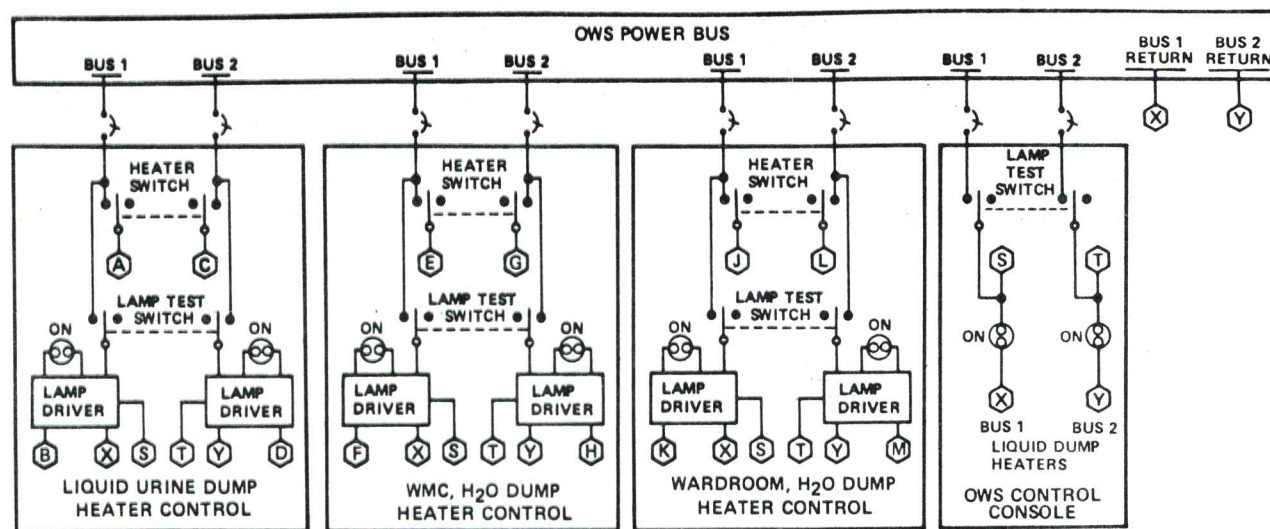 OWS POWER BUS
BUS 1
BUS 2
BUS 1
BUS 2
BUS 1
BUS 2
BUS 1
BUS 2
BUS 1
RETURN
BUS 2
RETURN
X
Y
HEATER
SWITCH
A
C
LAMP TEST
SWITCH
ON
ON
LAMP
DRIVER
LAMP
DRIVER
B
X
S
T
Y
D
LIQUID URINE DUMP
HEATER CONTROL
HEATER
SWITCH
E
G
LAMP TEST
SWITCH
ON
ON
LAMP
DRIVER
LAMP
DRIVER
F
X
S
T
Y
H
WMC, H2O DUMP
HEATER CONTROL
HEATER
SWITCH
J
L
LAMP TEST
SWITCH
ON
ON
LAMP
DRIVER
LAMP
DRIVER
K
X
S
T
Y
M
WARDROOM, H2O DUMP
HEATER CONTROL
LAMP
TEST
SWITCH
S
T
ON
ON
X
Y
BUS 1
BUS 2
LIQUID DUMP
HEATERS
OWS CONTROL
CONSOLE